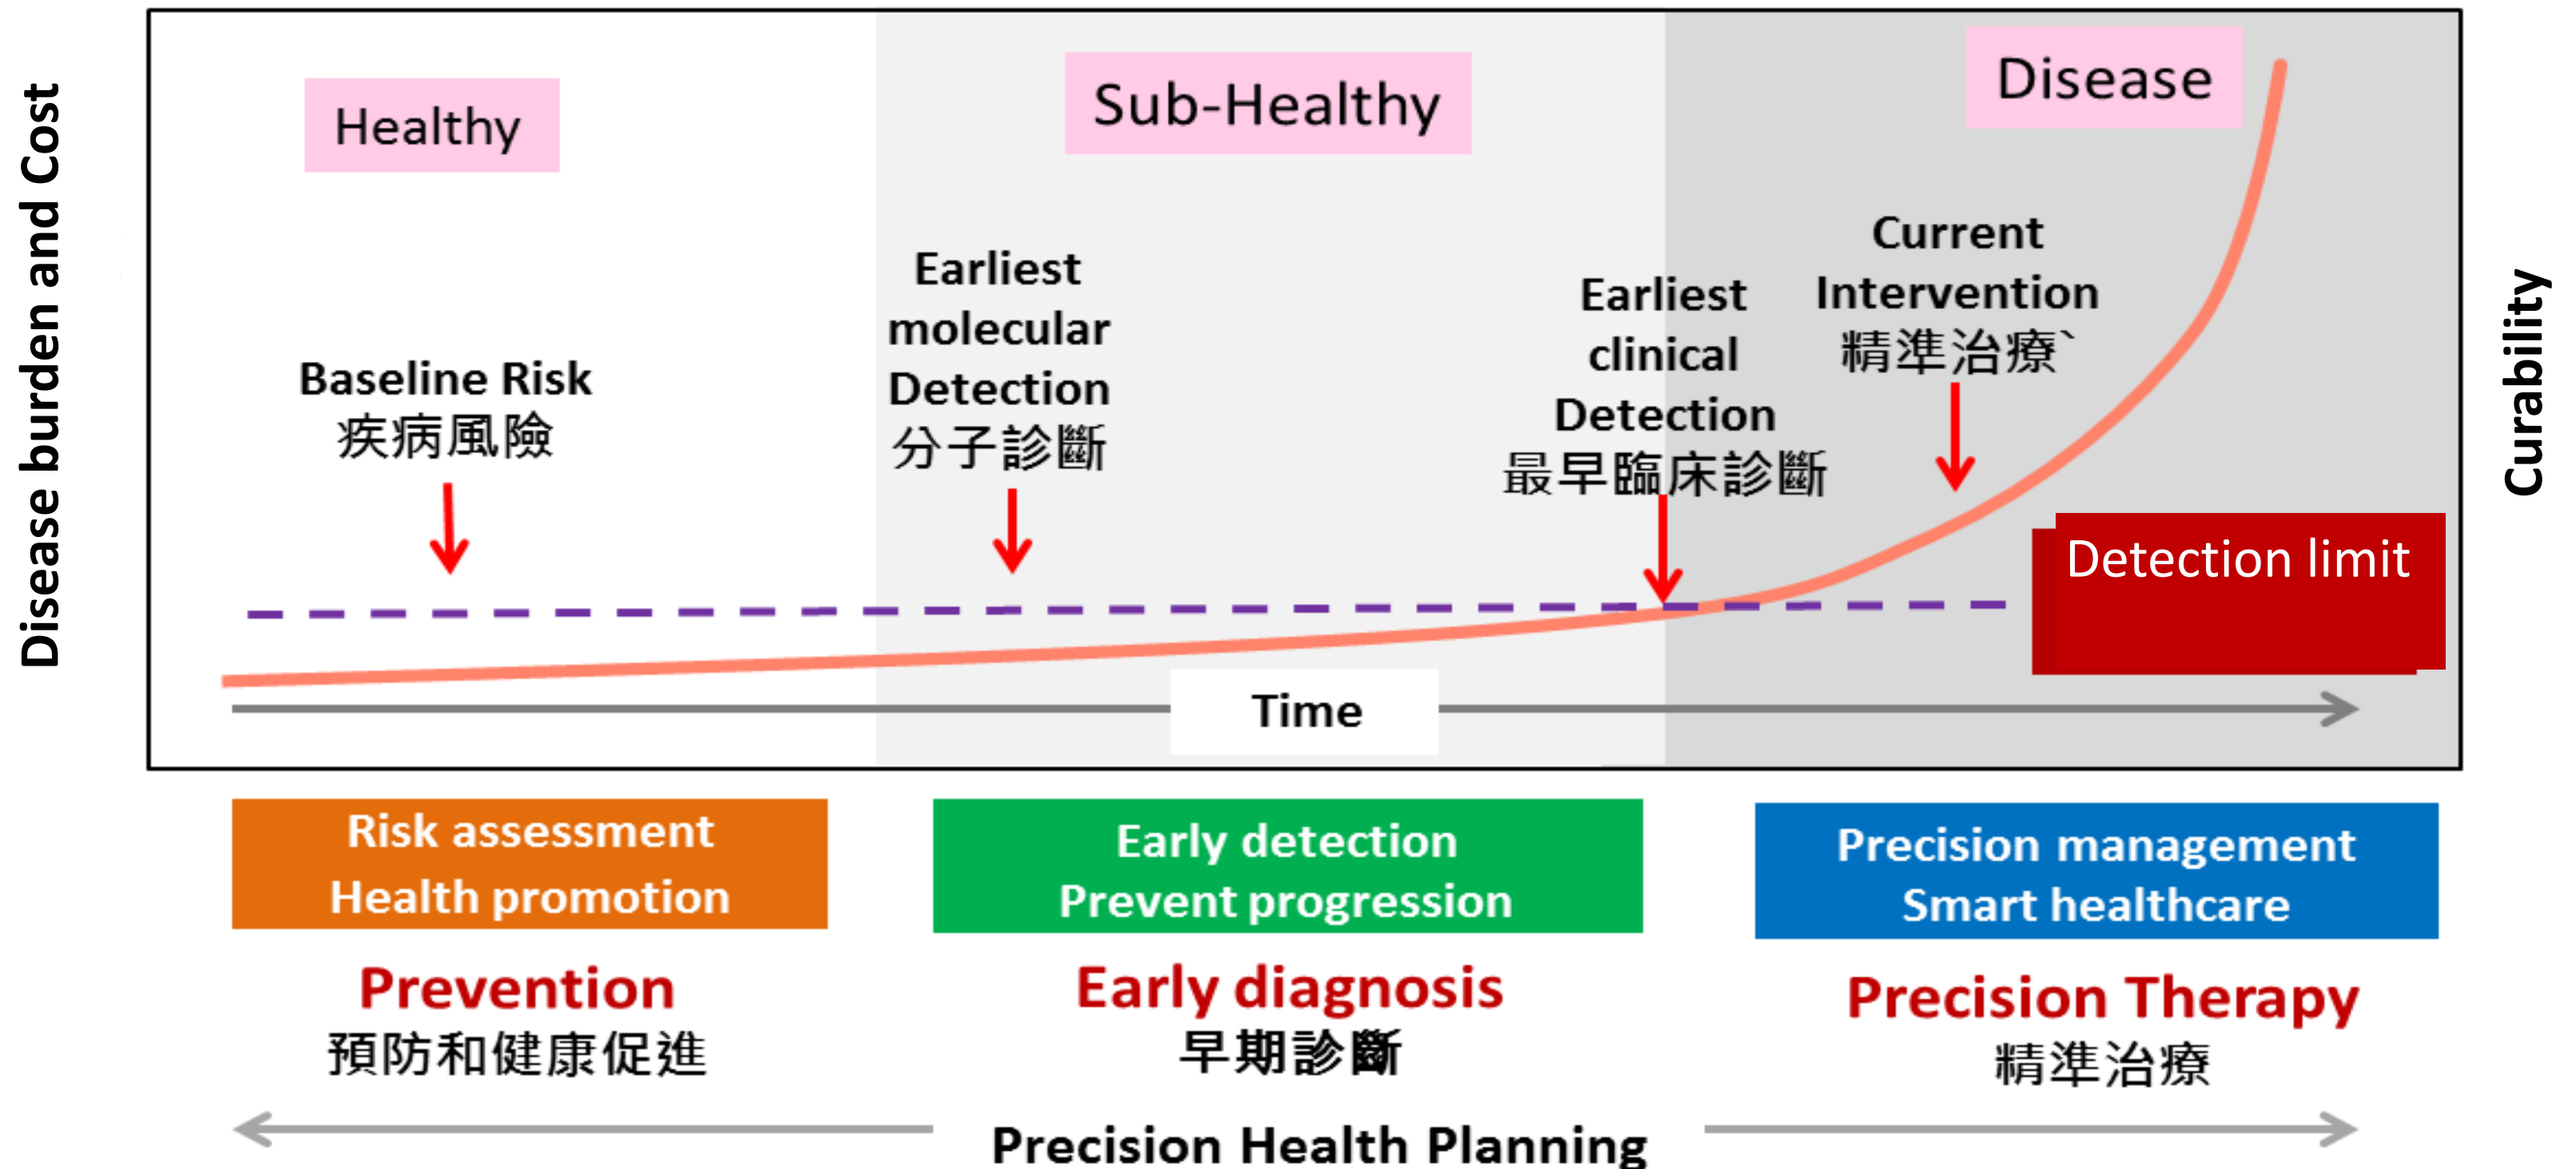 Disease burden and Cost
Healthy
Sub-Healthy
Disease
Baseline Risk
疾病風險
Earliest
molecular
Detection
分子診斷
Earliest
clinical
Detection
最早臨床診斷
Current
Intervention
精準治療`
Curability
Detection limit
Time
Risk assessment
Health promotion
Early detection
Prevent progression
Precision management
Smart healthcare
Prevention
預防和健康促進
Early diagnosis
早期診斷
Precision Therapy
精準治療
Precision Health Planning